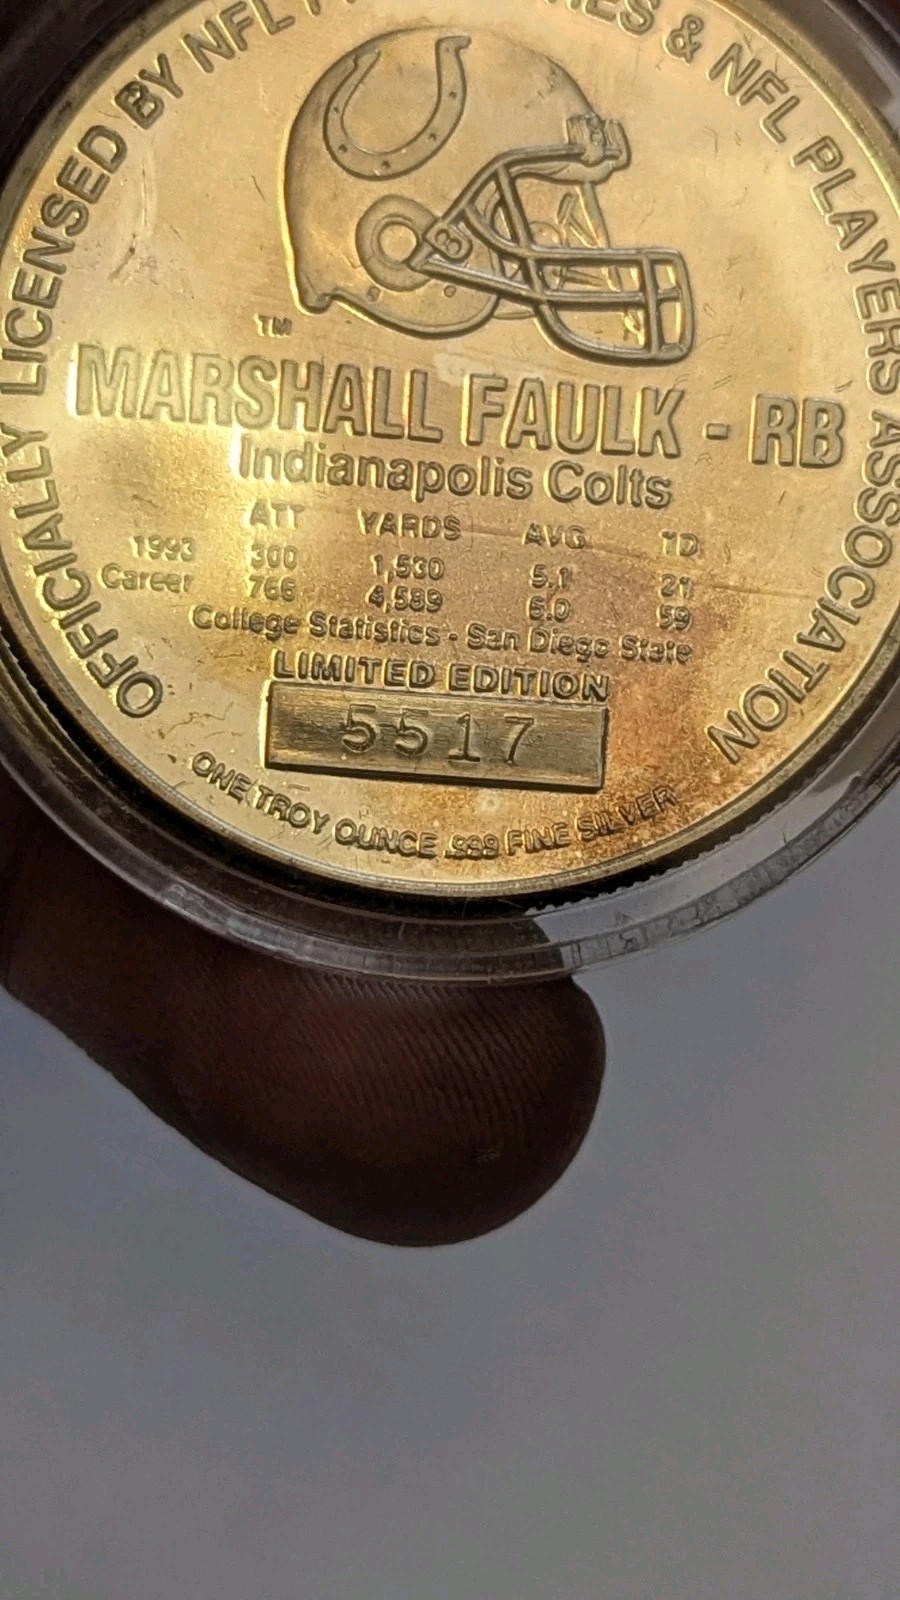 OFFICIALLY LICENSED BY NFL & NFL PLAYERS ASSOCIATION
TM
MARSHALL FAULK - RB
Indianapolis Colts
ATT YARDS AVG TD
1993 300 1,530 5.1 21
Career 766 4,589 6.0 59
College Statistics - San Diego State
LIMITED EDITION
5517
ONE TROY OUNCE .999 FINE SILVER